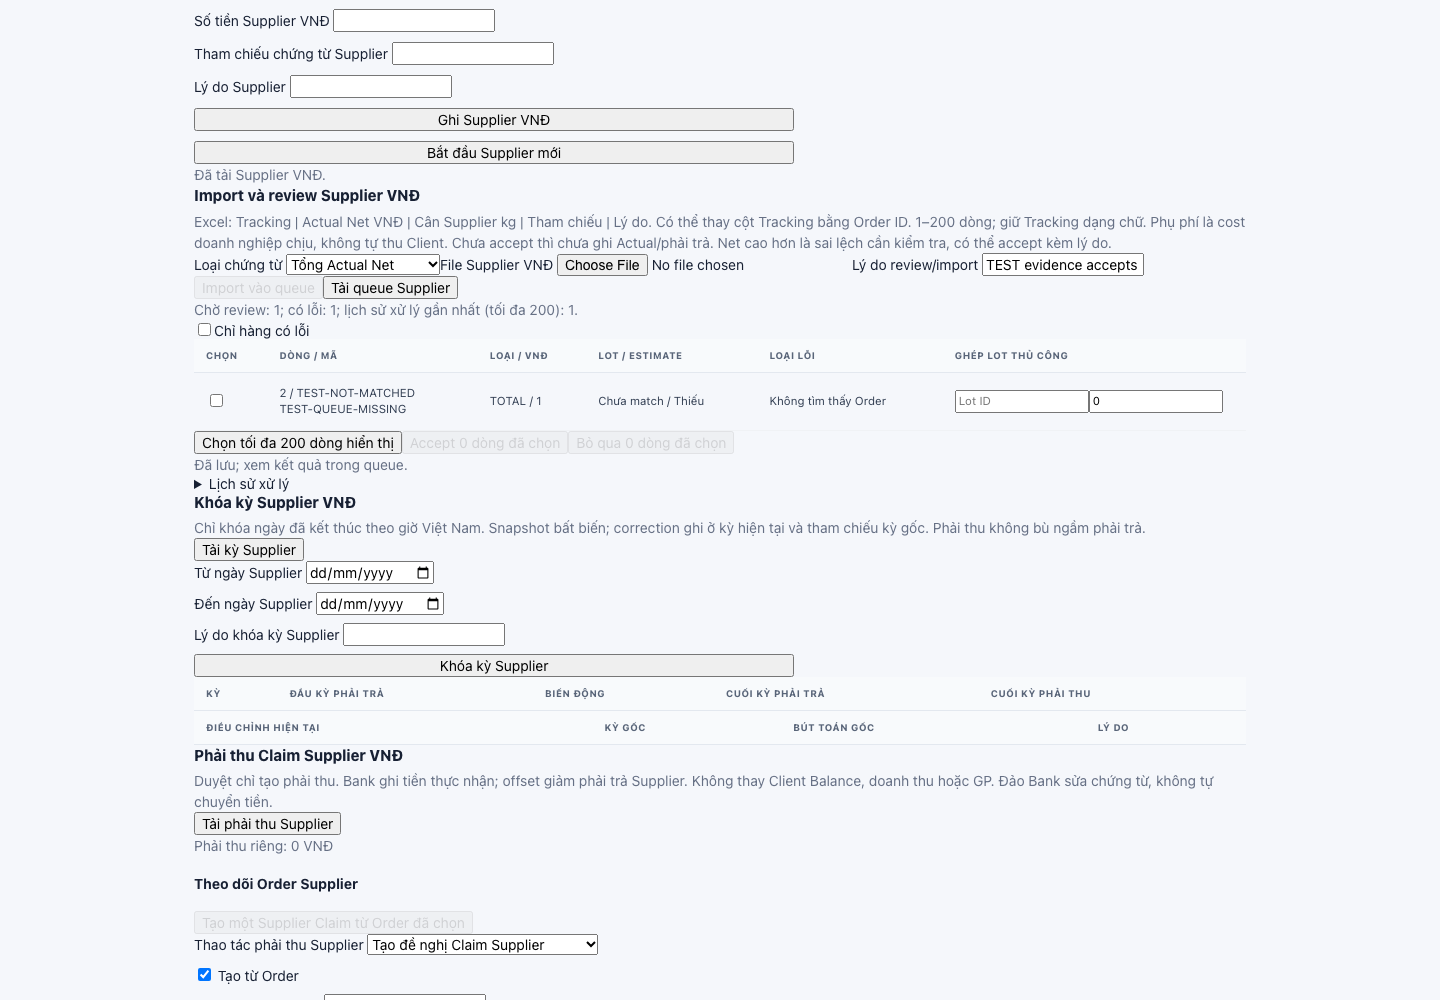 Số tiền Supplier VNĐ
Tham chiếu chứng từ Supplier
Lý do Supplier
Ghi Supplier VNĐ
Bắt đầu Supplier mới
Đã tải Supplier VNĐ.
Import và review Supplier VNĐ
Excel: Tracking | Actual Net VNĐ | Cân Supplier kg | Tham chiếu | Lý do. Có thể thay cột Tracking bằng Order ID. 1–200 dòng; giữ Tracking dạng chữ. Phụ phí là cost
doanh nghiệp chịu, không tự thu Client. Chưa accept thì chưa ghi Actual/phải trả. Net cao hơn là sai lệch cần kiểm tra, có thể accept kèm lý do.
Loại chứng từ Tổng Actual Net File Supplier VNĐ Choose File No file chosen Lý do review/import TEST evidence accepts
Import vào queue Tải queue Supplier
Chờ review: 1; có lỗi: 1; lịch sử xử lý gần nhất (tối đa 200): 1.
Chỉ hàng có lỗi
CHỌN DÒNG / MÃ LOẠI / VNĐ LOT / ESTIMATE LOẠI LỖI GHÉP LOT THỦ CÔNG
2 / TEST-NOT-MATCHED
TEST-QUEUE-MISSING TOTAL / 1 Chưa match / Thiếu Không tìm thấy Order Lot ID 0
Chọn tối đa 200 dòng hiển thị Accept 0 dòng đã chọn Bỏ qua 0 dòng đã chọn
Đã lưu; xem kết quả trong queue.
Lịch sử xử lý
Khóa kỳ Supplier VNĐ
Chỉ khóa ngày đã kết thúc theo giờ Việt Nam. Snapshot bất biến; correction ghi ở kỳ hiện tại và tham chiếu kỳ gốc. Phải thu không bù ngầm phải trả.
Tải kỳ Supplier
Từ ngày Supplier dd/mm/yyyy
Đến ngày Supplier dd/mm/yyyy
Lý do khóa kỳ Supplier
Khóa kỳ Supplier
KỲ ĐẦU KỲ PHẢI TRẢ BIẾN ĐỘNG CUỐI KỲ PHẢI TRẢ CUỐI KỲ PHẢI THU
ĐIỀU CHỈNH HIỆN TẠI KỲ GỐC BÚT TOÁN GỐC LÝ DO
Phải thu Claim Supplier VNĐ
Duyệt chỉ tạo phải thu. Bank ghi tiền thực nhận; offset giảm phải trả Supplier. Không thay Client Balance, doanh thu hoặc GP. Đảo Bank sửa chứng từ, không tự
chuyển tiền.
Tải phải thu Supplier
Phải thu riêng: 0 VNĐ
Theo dõi Order Supplier
Tạo một Supplier Claim từ Order đã chọn
Thao tác phải thu Supplier Tạo đề nghị Claim Supplier
Tạo từ Order